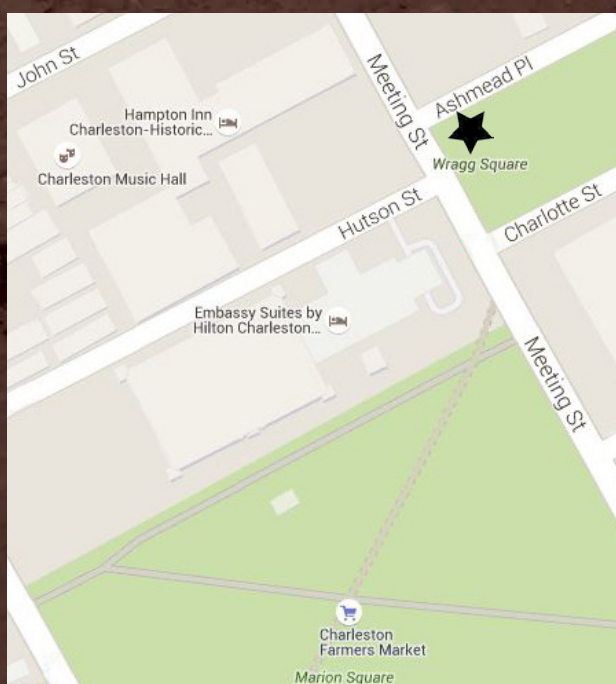 John St
Meeting St
Ashmead Pl
Hampton Inn
Charleston-Historic...
Charleston Music Hall
Wragg Square
Hutson St
Charlotte St
Embassy Suites by
Hilton Charleston...
Meeting St
Charleston
Farmers Market
Marion Square